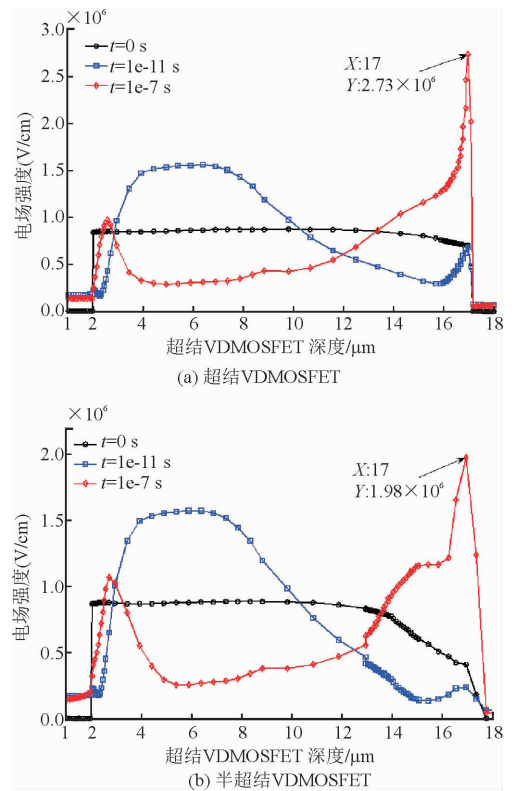 ×10⁶
3.0
2.5
2.0
1.5
1.0
0.5
0.0
电场强度(V/cm)
t=0 s
t=1e-11 s
t=1e-7 s
X:17
Y:2.73×10⁶
1 2 4 6 8 10 12 14 16 18
超结VDMOSFET 深度/μm
(a) 超结VDMOSFET
×10⁶
2.0
1.5
1.0
0.5
0.0
电场强度(V/cm)
t=0 s
t=1e-11 s
t=1e-7 s
X:17
Y:1.98×10⁶
1 2 4 6 8 10 12 14 16 18
超结VDMOSFET 深度/μm
(b) 半超结VDMOSFET